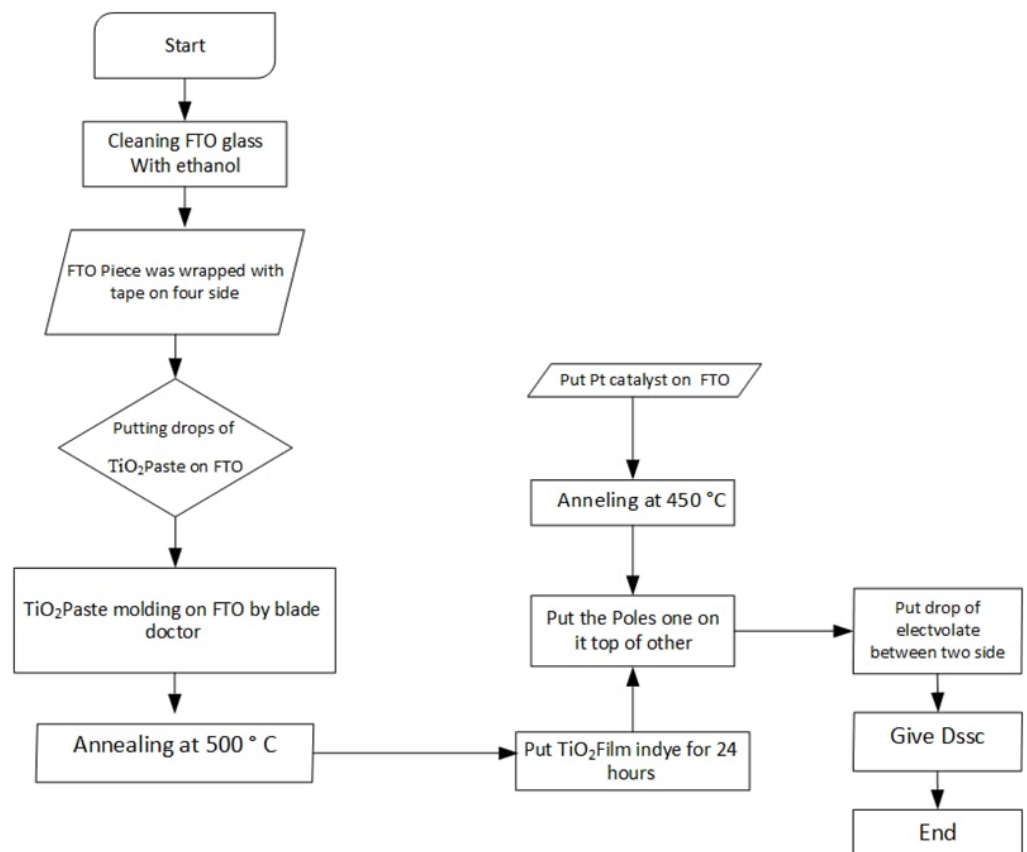 Start
Cleaning FTO glass
With ethanol
FTO Piece was wrapped with
tape on four side
Putting drops of
TiO₂Paste on FTO
TiO₂Paste molding on FTO by blade
doctor
Annealing at 500 ° C
Put TiO₂Film indye for 24
hours
Put Pt catalyst on FTO
Anneling at 450 °C
Put the Poles one on
it top of other
Put drop of
electvolate
between two side
Give Dssc
End